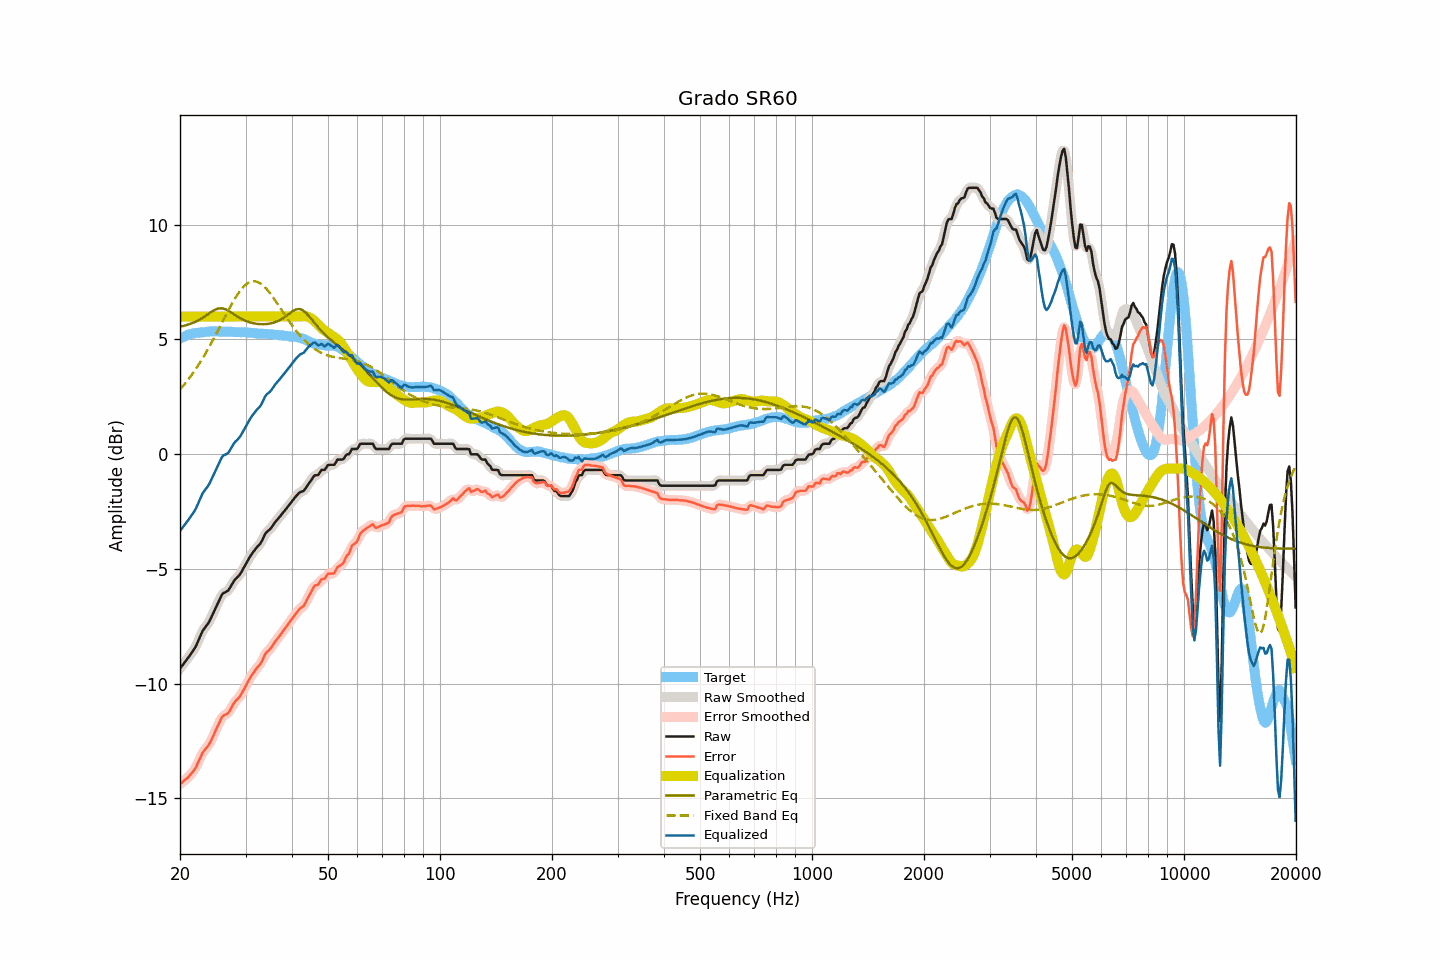 Grado SR60
Amplitude (dBr)
10
5
0
−5
−10
−15
Target
Raw Smoothed
Error Smoothed
Raw
Error
Equalization
Parametric Eq
Fixed Band Eq
Equalized
20 50 100 200 500 1000 2000 5000 10000 20000
Frequency (Hz)